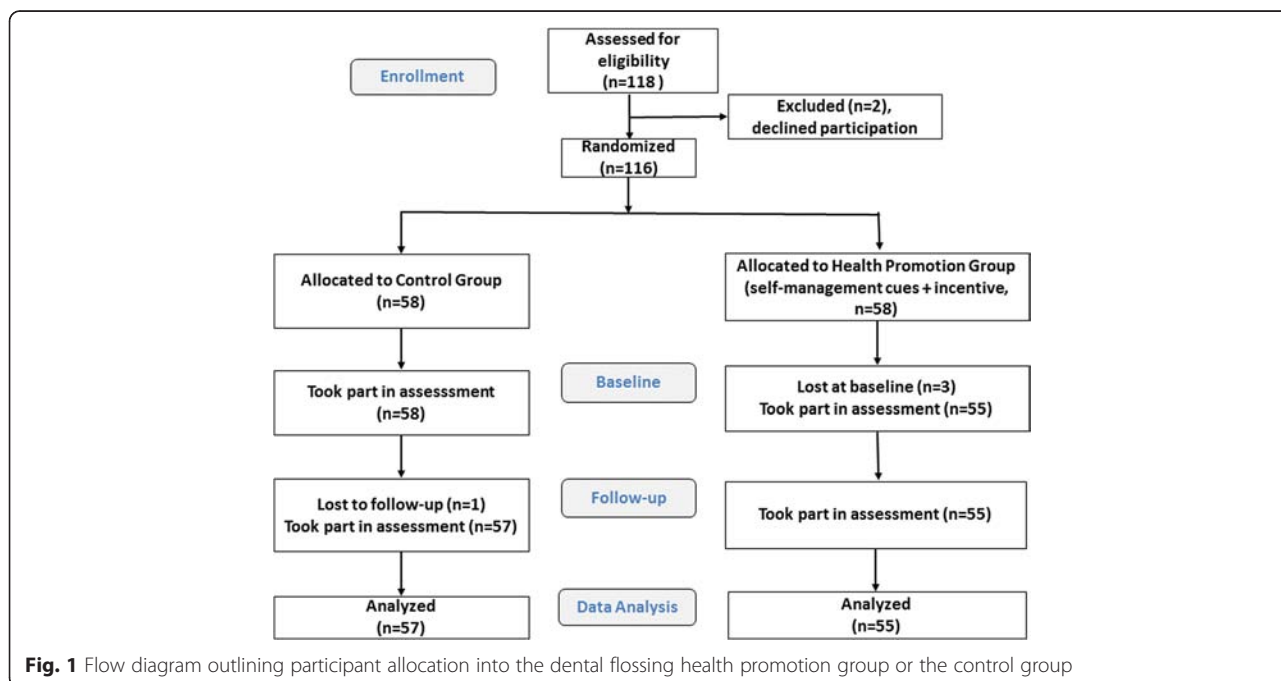 Assessed for
eligibility
(n=118 )
Enrollment
Excluded (n=2),
declined participation
Randomized
(n=116)
Allocated to Control Group
(n=58)
Allocated to Health Promotion Group
(self-management cues + incentive,
n=58)
Baseline
Took part in assesssment
(n=58)
Lost at baseline (n=3)
Took part in assessment (n=55)
Follow-up
Lost to follow-up (n=1)
Took part in assessment (n=57)
Took part in assessment (n=55)
Data Analysis
Analyzed
(n=57)
Analyzed
(n=55)
Fig. 1 Flow diagram outlining participant allocation into the dental flossing health promotion group or the control group